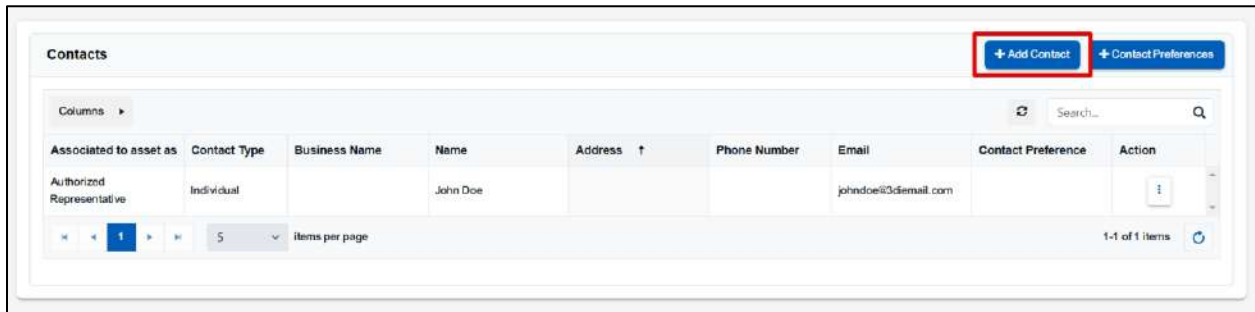 Contacts
+ Add Contact
+ Contact Preferences
Columns
Search...
Associated to asset as Contact Type Business Name Name Address ↑ Phone Number Email Contact Preference Action
Authorized Representative Individual John Doe johndoe@3diemail.com
1 5 items per page 1-1 of 1 items